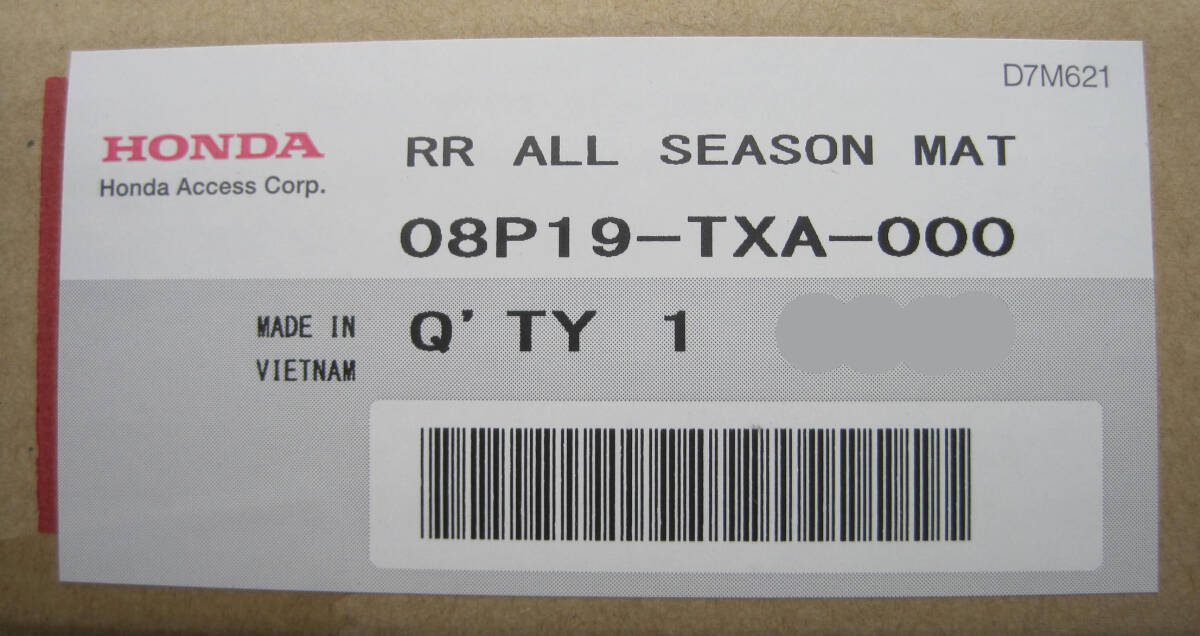 D7M621
HONDA
Honda Access Corp.
RR ALL SEASON MAT
08P19-TXA-000
MADE IN
VIETNAM
Q'TY 1